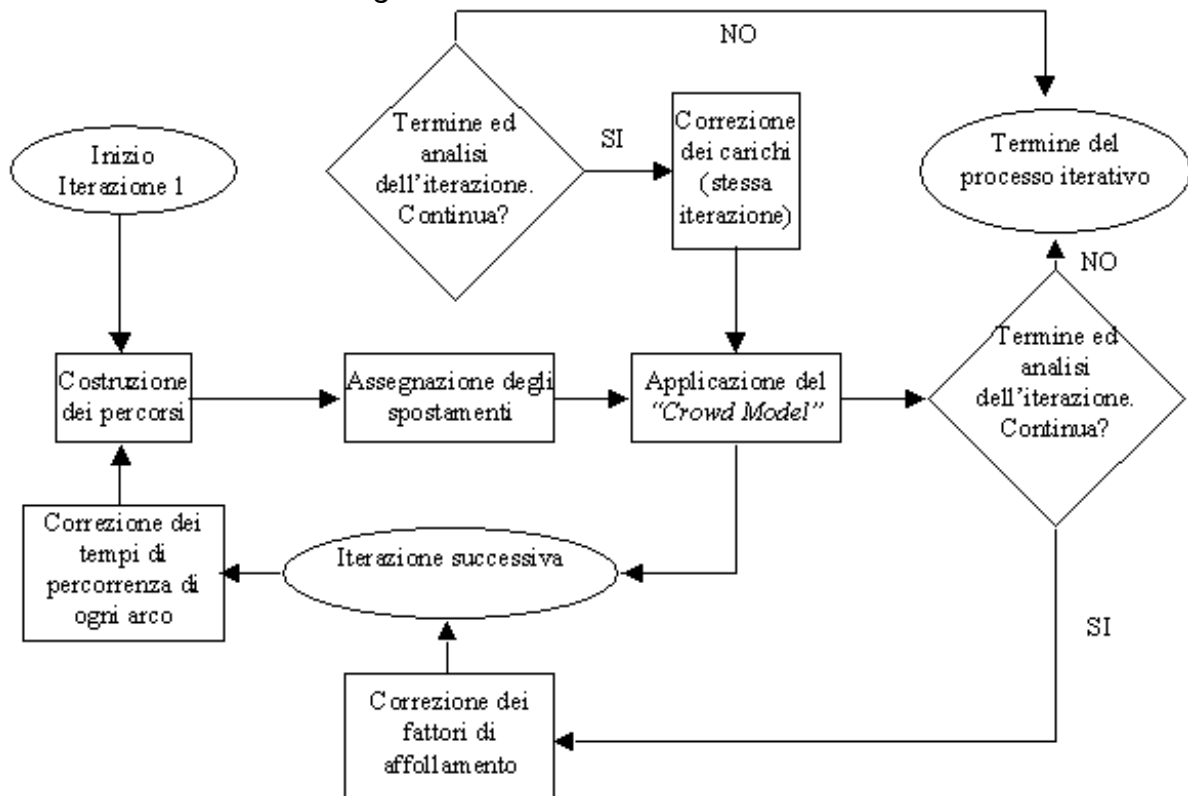 NO
Termine ed
analisi
dell'iterazione.
Continua?
SI
Correzione
dei carichi
(stessa
iterazione)
Termine del
processo iterativo
Inizio
Iterazione 1
NO
Costruzione
dei percorsi
Assegnazione degli
spostamenti
Applicazione del
"Crowd Model"
Termine ed
analisi
dell'iterazione.
Continua?
Correzione dei
tempi di
percorrenza di
ogni arco
Iterazione successiva
SI
Correzione dei
fattori di
affollamento